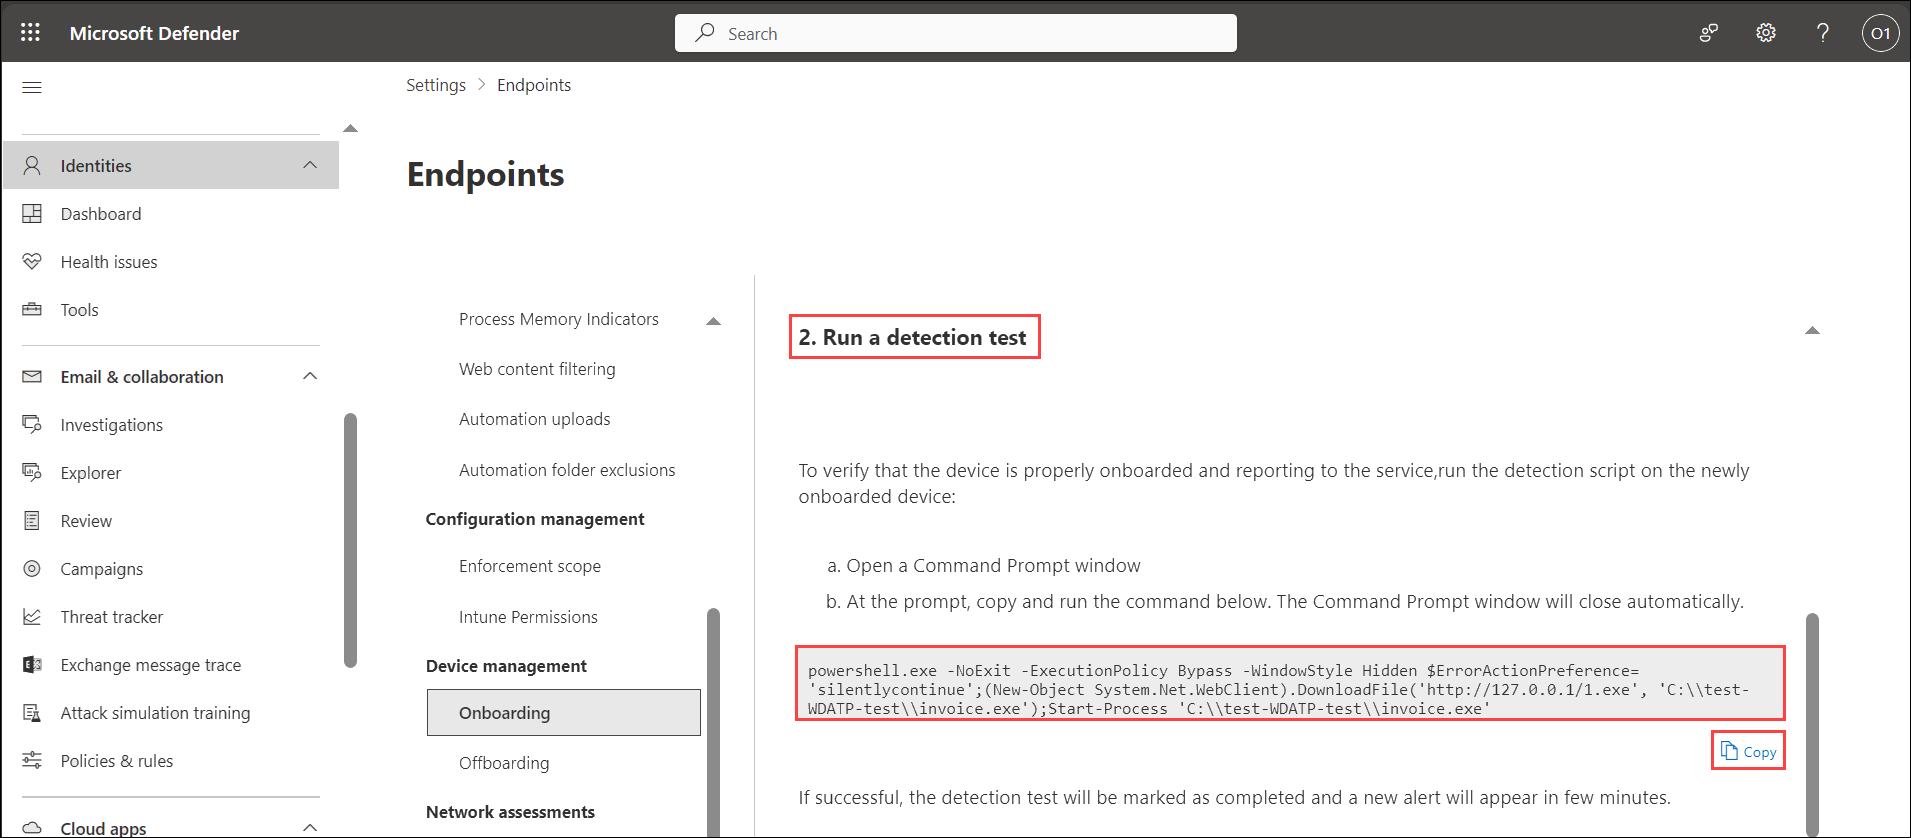 Microsoft Defender
Search
O1
Settings > Endpoints
Identities
Dashboard
Health issues
Tools
Email & collaboration
Investigations
Explorer
Review
Campaigns
Threat tracker
Exchange message trace
Attack simulation training
Policies & rules
Cloud apps
Endpoints
Process Memory Indicators
Web content filtering
Automation uploads
Automation folder exclusions
Configuration management
Enforcement scope
Intune Permissions
Device management
Onboarding
Offboarding
Network assessments
2. Run a detection test
To verify that the device is properly onboarded and reporting to the service,run the detection script on the newly
onboarded device:
a. Open a Command Prompt window
b. At the prompt, copy and run the command below. The Command Prompt window will close automatically.
powershell.exe -NoExit -ExecutionPolicy Bypass -WindowStyle Hidden $ErrorActionPreference=
'silentlycontinue';(New-Object System.Net.WebClient).DownloadFile('http://127.0.0.1/1.exe', 'C:\\test-
WDATP-test\\invoice.exe');Start-Process 'C:\\test-WDATP-test\\invoice.exe'
Copy
If successful, the detection test will be marked as completed and a new alert will appear in few minutes.